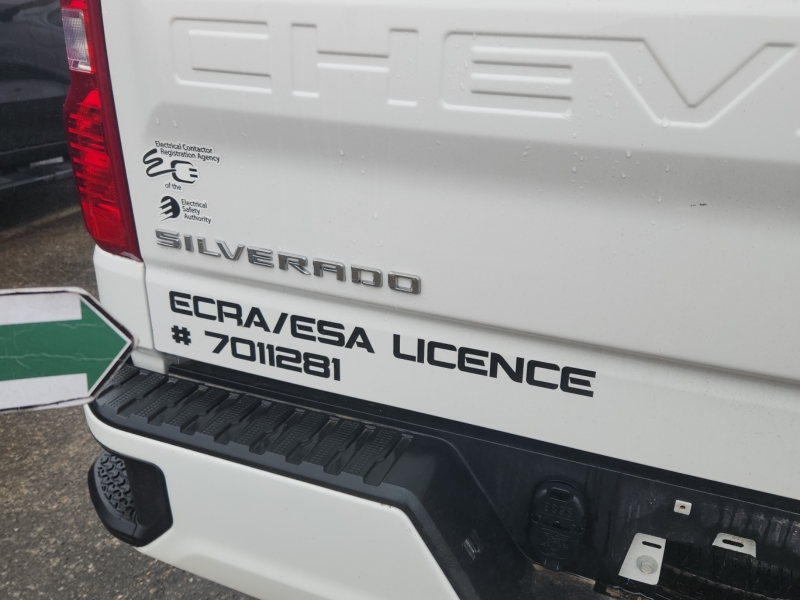 CHEV
Electrical Contractor
Registration Agency
of the
Electrical
Safety
Authority
SILVERADO
ECRA/ESA LICENCE
# 7011281